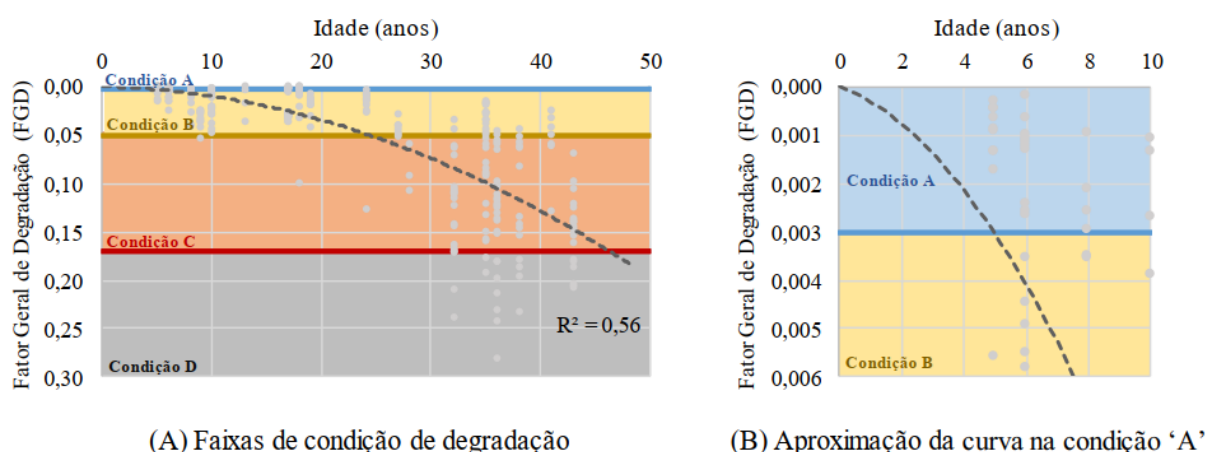 Idade (anos)
0 10 20 30 40 50
Fator Geral de Degradação (FGD)
0,00
0,05
0,10
0,15
0,20
0,25
0,30
Condição A
Condição B
Condição C
Condição D
R² = 0,56
(A) Faixas de condição de degradação
Idade (anos)
0 2 4 6 8 10
Fator Geral de Degradação (FGD)
0,000
0,001
0,002
0,003
0,004
0,005
0,006
Condição A
Condição B
(B) Aproximação da curva na condição ‘A’